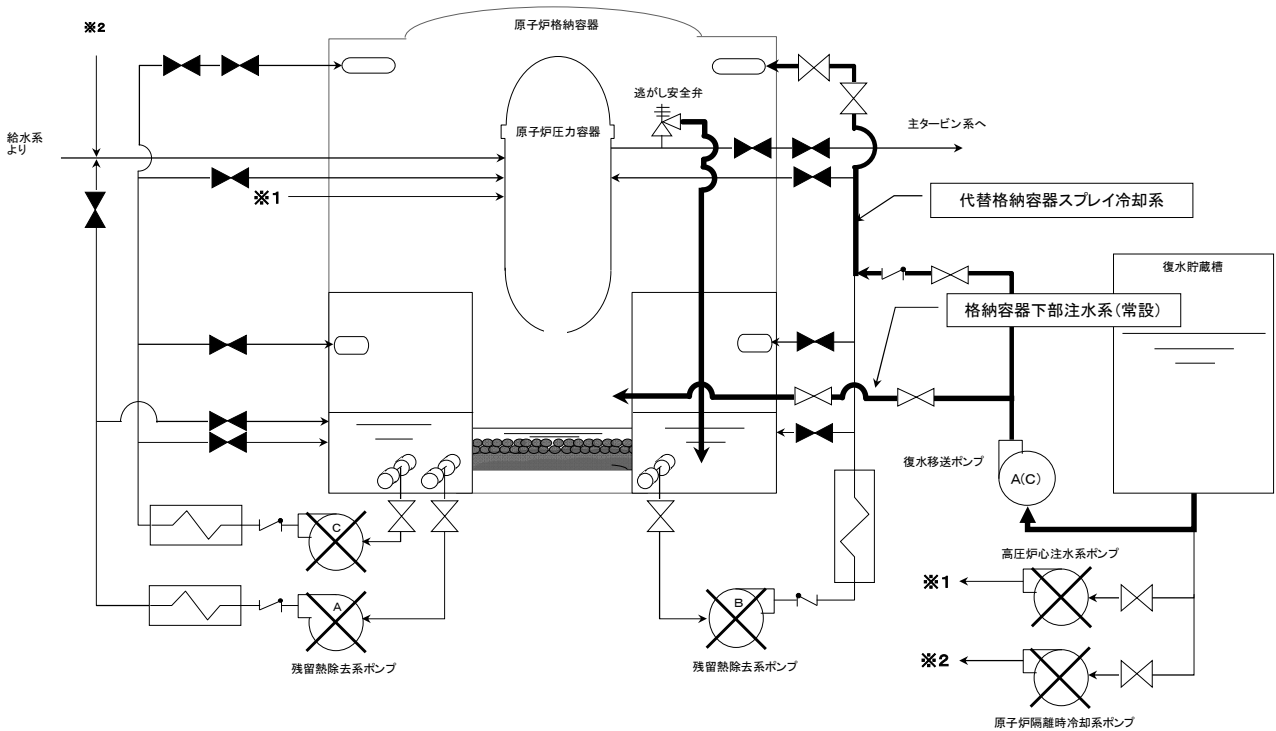 ※2
原子炉格納容器
逃がし安全弁
給水系
より
原子炉圧力容器
主タービン系へ
※1
代替格納容器スプレイ冷却系
復水貯蔵槽
格納容器下部注水系(常設)
復水移送ポンプ
A(C)
C
高圧炉心注水系ポンプ
※1
A
B
残留熱除去系ポンプ
残留熱除去系ポンプ
※2
原子炉隔離時冷却系ポンプ